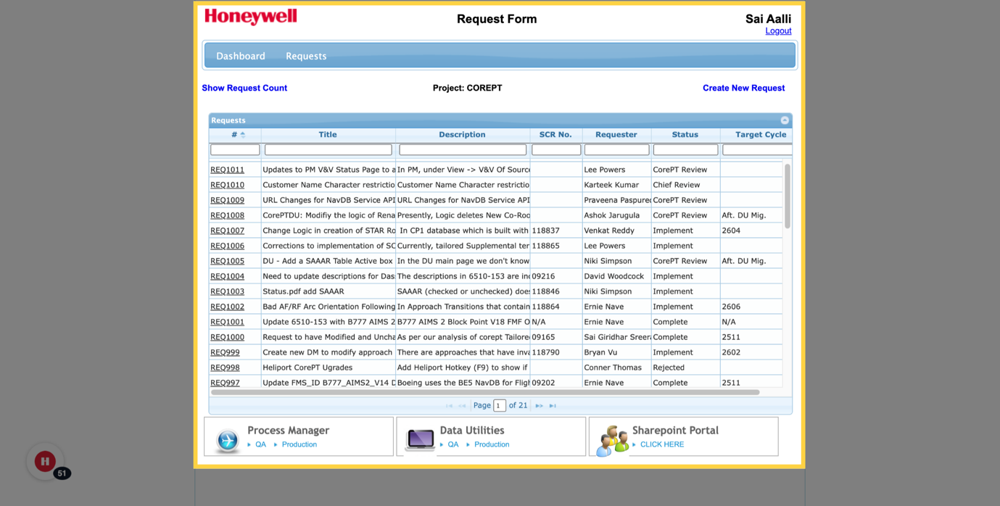 Honeywell
Request Form
Sai Aalli
Logout
Dashboard Requests
Show Request Count Project: COREPT Create New Request
Requests
# Title Description SCR No. Requester Status Target Cycle
REQ1011 Updates to PM V&V Status Page to a In PM, under View -> V&V Of Sourc Lee Powers CorePT Review
REQ1010 Customer Name Character restrictio Customer Name Character restrictio Karteek Kumar Chief Review
REQ1009 URL Changes for NavDB Service API URL Changes for NavDB Service API Praveena Paspure CorePT Review
REQ1008 CorePTDU: Modifiy the logic of Rena Presently, Logic deletes New Co-Roo Ashok Jarugula CorePT Review Aft. DU Mig.
REQ1007 Change Logic in creation of STAR Ro In CP1 database which is built with 118837 Venkat Reddy Implement 2604
REQ1006 Corrections to implementation of SC Currently, tailored Supplemental ter 118865 Lee Powers Implement
REQ1005 DU - Add a SAAAR Table Active box In the DU main page we don't know Niki Simpson CorePT Review Aft. DU Mig.
REQ1004 Need to update descriptions for Das The descriptions in 6510-153 are in 09216 David Woodcock Implement
REQ1003 Status.pdf add SAAAR SAAAR (checked or unchecked) doe 118846 Niki Simpson Implement
REQ1002 Bad AF/RF Arc Orientation Following In Approach Transitions that contain 118864 Ernie Nave Implement 2606
REQ1001 Update 6510-153 with B777 AIMS 2 B777 AIMS 2 Block Point V18 FMF O N/A Ernie Nave Complete N/A
REQ1000 Request to have Modified and Uncha As per our analysis of corept Tailore 09165 Sai Giridhar Sreer Complete 2511
REQ999 Create new DM to modify approach There are approaches that have inva 118790 Bryan Vu Implement 2602
REQ998 Heliport CorePT Ugrades Add Heliport Hotkey (F9) to show if Conner Thomas Rejected
REQ997 Update FMS_ID B777_AIMS2_V14 D Boeing uses the BE5 NavDB for Fligh 09202 Ernie Nave Complete 2511
Page 1 of 21
Process Manager
QA Production
Data Utilities
QA Production
Sharepoint Portal
CLICK HERE
H
51